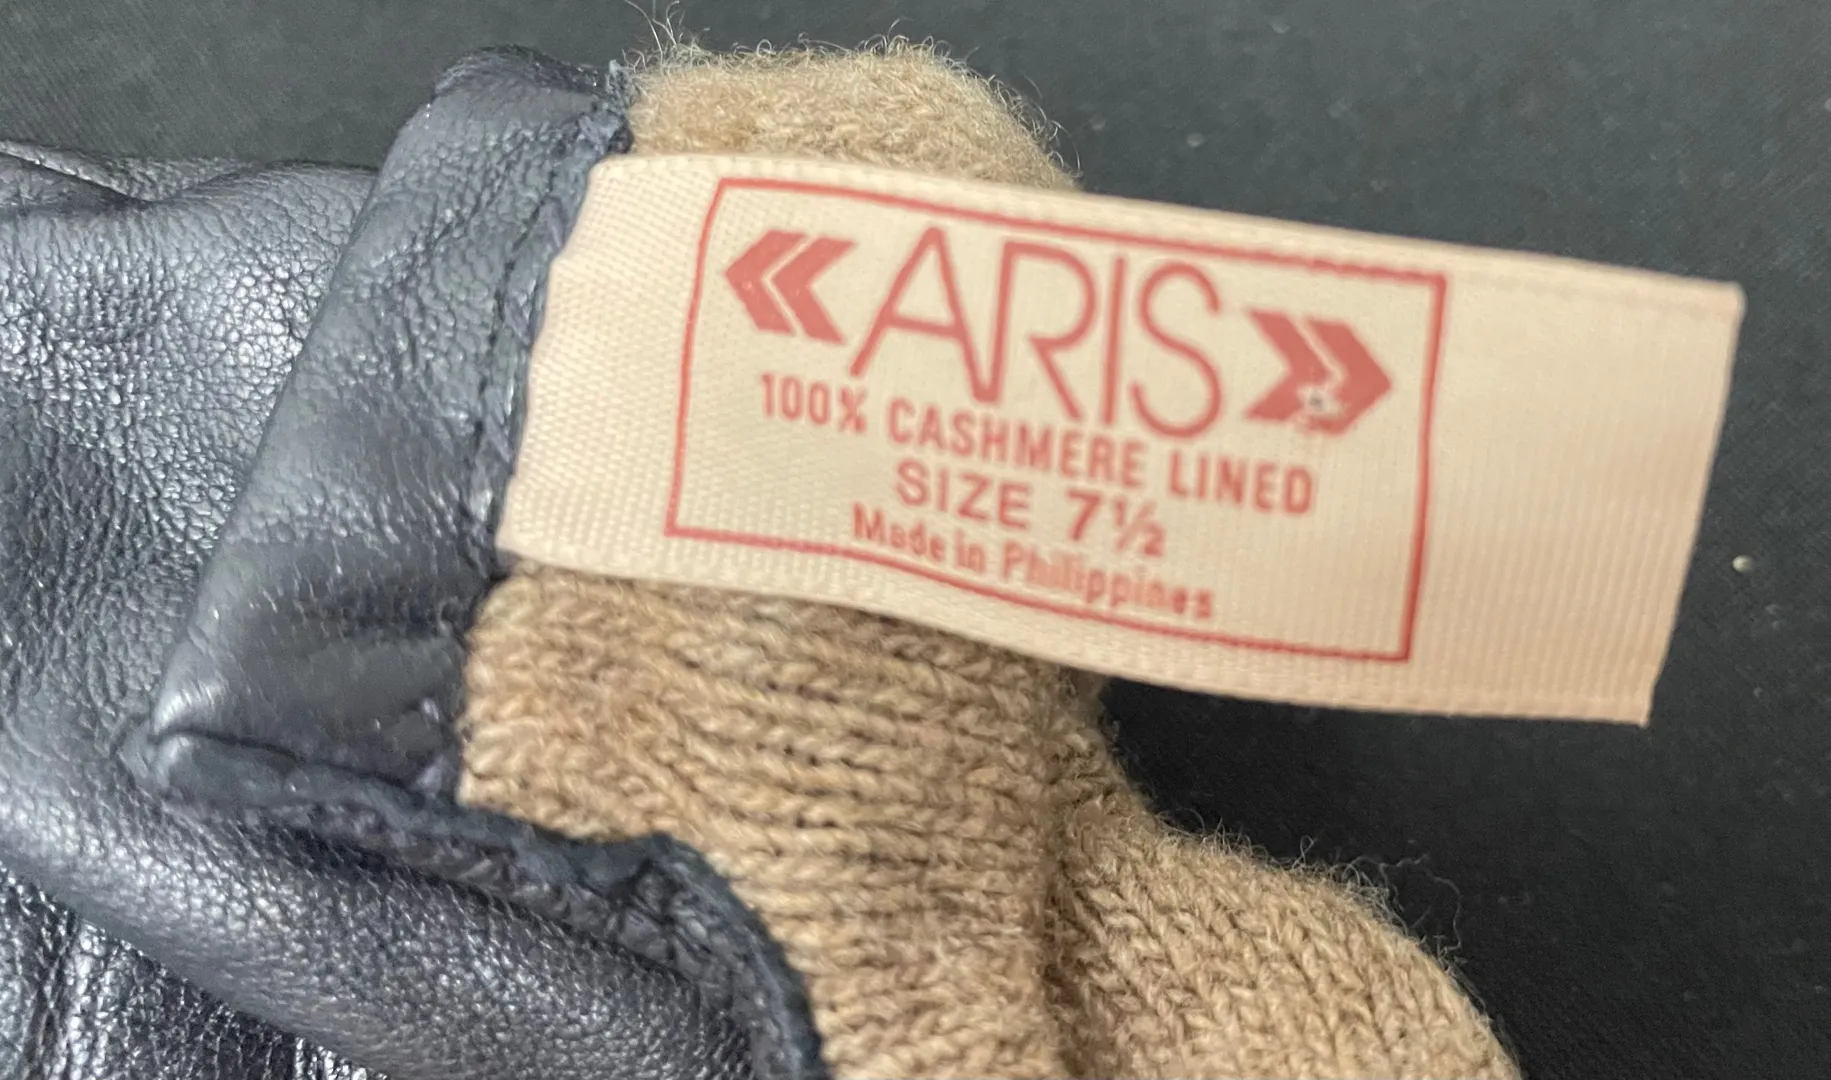 ARIS
100% CASHMERE LINED
SIZE 7½
Made in Philippines